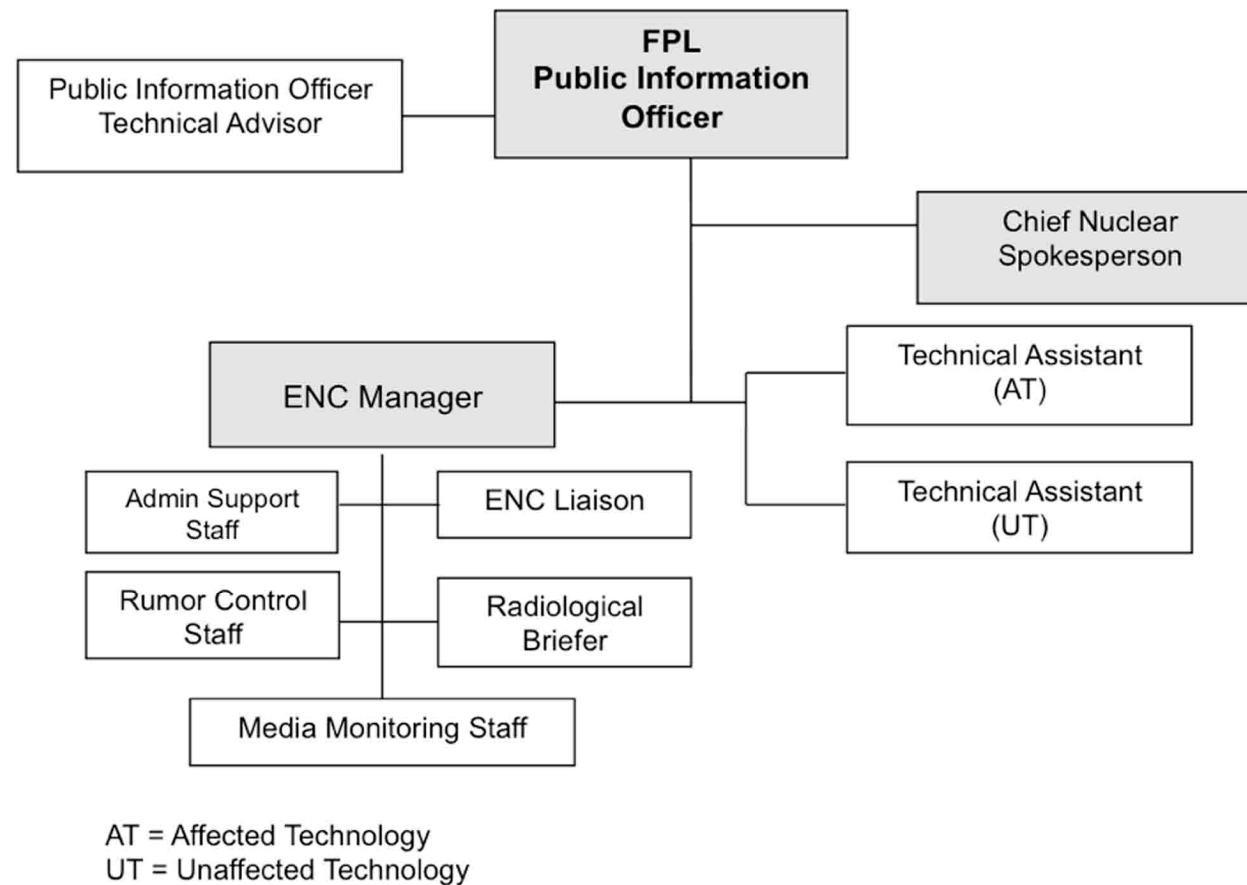 FPL
Public Information
Officer
Public Information Officer
Technical Advisor
Chief Nuclear
Spokesperson
ENC Manager
Technical Assistant
(AT)
Technical Assistant
(UT)
Admin Support
Staff
ENC Liaison
Rumor Control
Staff
Radiological
Briefer
Media Monitoring Staff
AT = Affected Technology
UT = Unaffected Technology